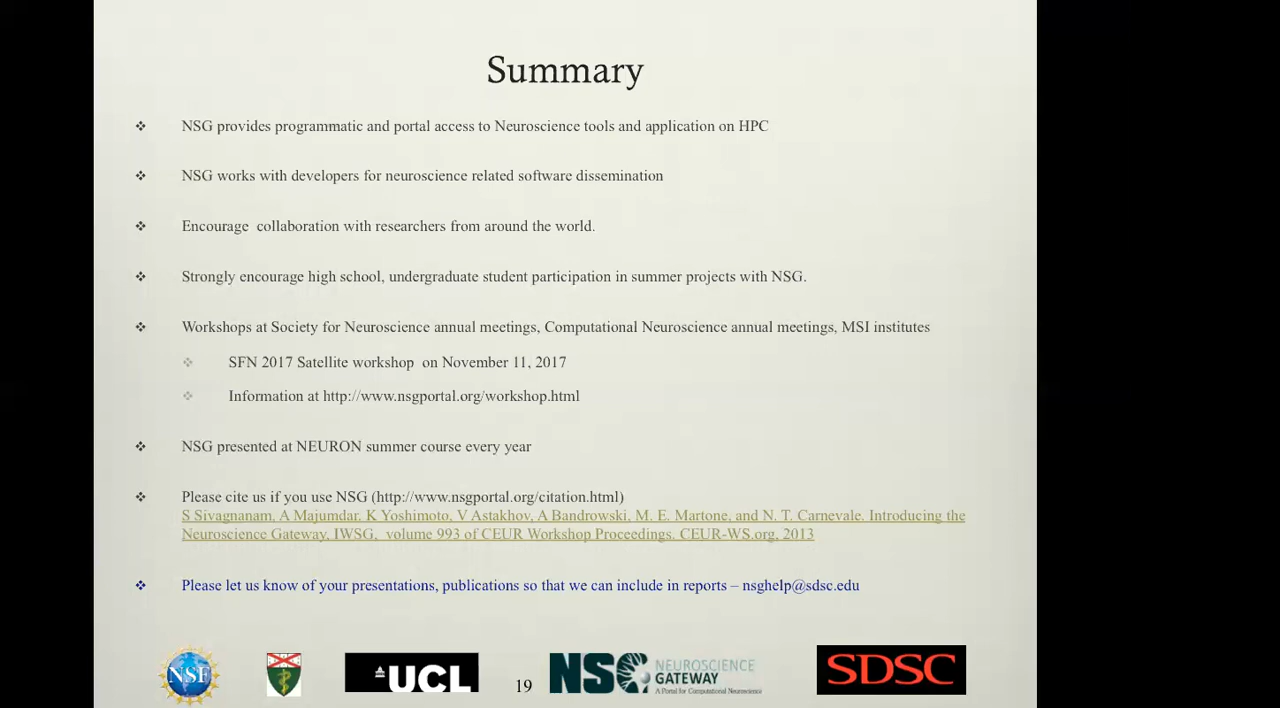 Summary
NSG provides programmatic and portal access to Neuroscience tools and application on HPC
NSG works with developers for neuroscience related software dissemination
Encourage  collaboration with researchers from around the world.
Strongly encourage high school, undergraduate student participation in summer projects with NSG.
Workshops at Society for Neuroscience annual meetings, Computational Neuroscience annual meetings, MSI institutes
SFN 2017 Satellite workshop  on November 11, 2017
Information at http://www.nsgportal.org/workshop.html
NSG presented at NEURON summer course every year
Please cite us if you use NSG (http://www.nsgportal.org/citation.html)
S Sivagnanam, A Majumdar, K Yoshimoto, V Astakhov, A Bandrowski, M. E. Martone, and N. T. Carnevale. Introducing the
Neuroscience Gateway, IWSG,  volume 993 of CEUR Workshop Proceedings. CEUR-WS.org, 2013
Please let us know of your presentations, publications so that we can include in reports – nsghelp@sdsc.edu
NSF
UCL
19
NSG NEUROSCIENCE
GATEWAY
A Portal for Computational Neuroscience
SDSC